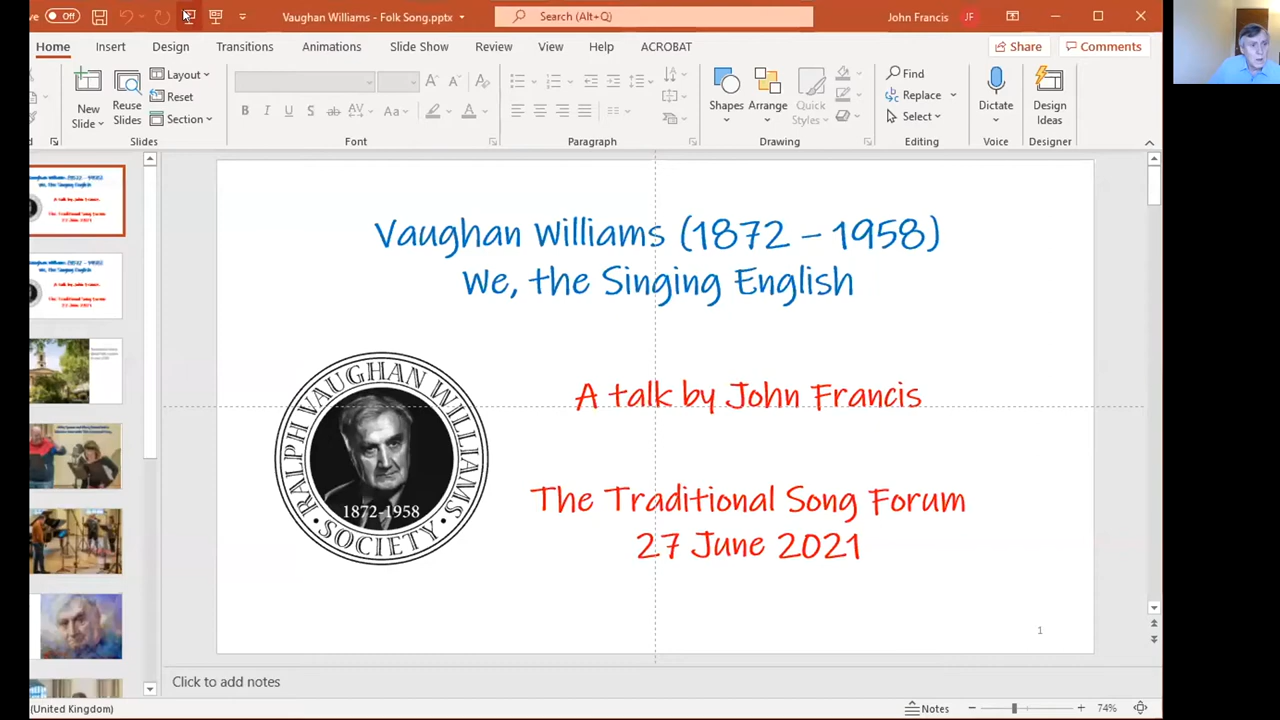 Off
Vaughan Williams - Folk Song.pptx
Search (Alt+Q)
John Francis
JF
Home Insert Design Transitions Animations Slide Show Review View Help ACROBAT
Share
Comments
New
Slide
Reuse
Slides
Layout
Reset
Section
Slides
B I U S ab AV Aa A
Font
Paragraph
Shapes
Arrange
Quick
Styles
Drawing
Find
Replace
Select
Editing
Dictate
Voice
Design
Ideas
Designer
Vaughan Williams (1872 – 1958)
We, the Singing English
A talk by John Francis
The Traditional Song Forum
27 June 2021
RALPH VAUGHAN WILLIAMS
1872-1958
SOCIETY
1
Click to add notes
(United Kingdom)
Notes
74%